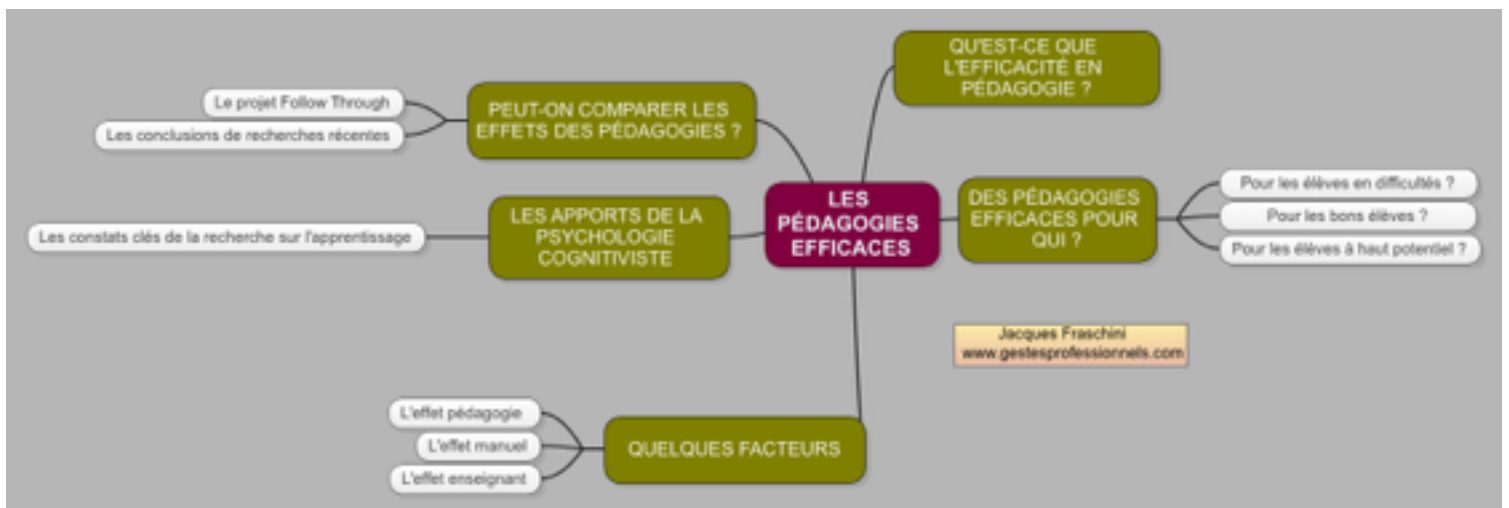 QU'EST-CE QUE
L'EFFICACITÉ EN
PÉDAGOGIE ?
PEUT-ON COMPARER LES
EFFETS DES PÉDAGOGIES ?
Le projet Follow Through
Les conclusions de recherches récentes
LES
PÉDAGOGIES
EFFICACES
DES PÉDAGOGIES
EFFICACES POUR
QUI ?
Pour les élèves en difficultés ?
Pour les bons élèves ?
Pour les élèves à haut potentiel ?
LES APPORTS DE LA
PSYCHOLOGIE
COGNITIVISTE
Les constats clés de la recherche sur l'apprentissage
Jacques Fraschini
www.gestesprofessionnels.com
QUELQUES FACTEURS
L'effet pédagogie
L'effet manuel
L'effet enseignant